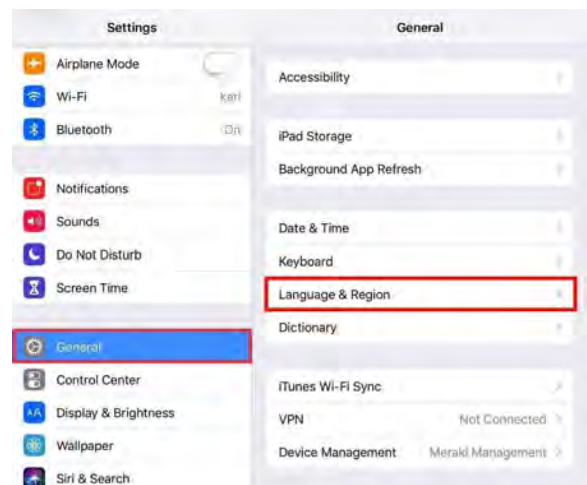 Settings
Airplane Mode
Wi-Fi karl
Bluetooth On
Notifications
Sounds
Do Not Disturb
Screen Time
General
Control Center
Display & Brightness
Wallpaper
Siri & Search
General
Accessibility
iPad Storage
Background App Refresh
Date & Time
Keyboard
Language & Region
Dictionary
iTunes Wi-Fi Sync
VPN Not Connected
Device Management Meraki Management